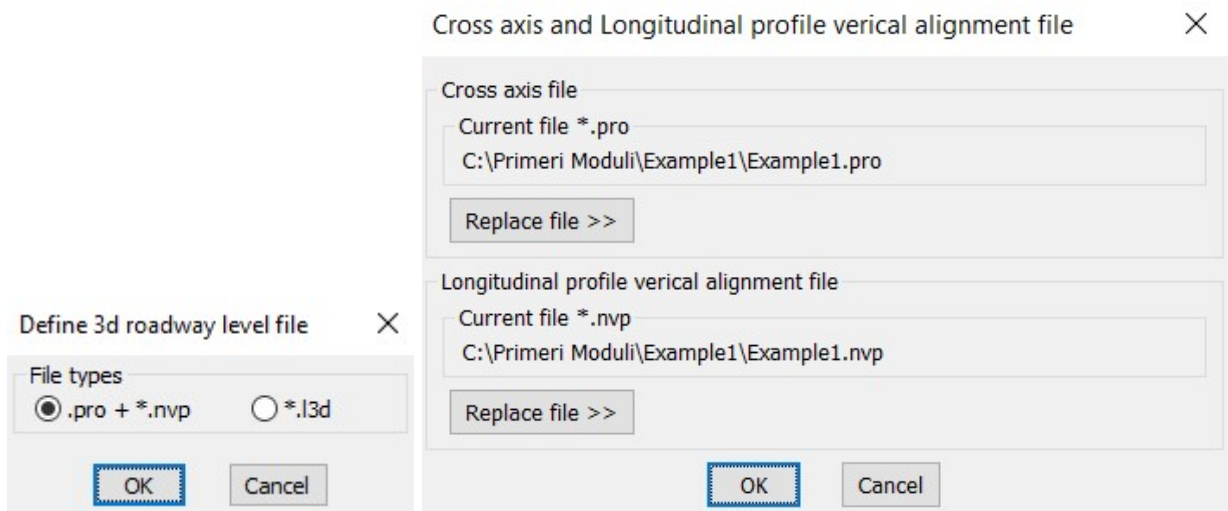 Define 3d roadway level file
File types
.pro + *.nvp
*.l3d
OK Cancel
Cross axis and Longitudinal profile verical alignment file
Cross axis file
Current file *.pro
C:\Primeri Moduli\Example1\Example1.pro
Replace file >>
Longitudinal profile verical alignment file
Current file *.nvp
C:\Primeri Moduli\Example1\Example1.nvp
Replace file >>
OK Cancel